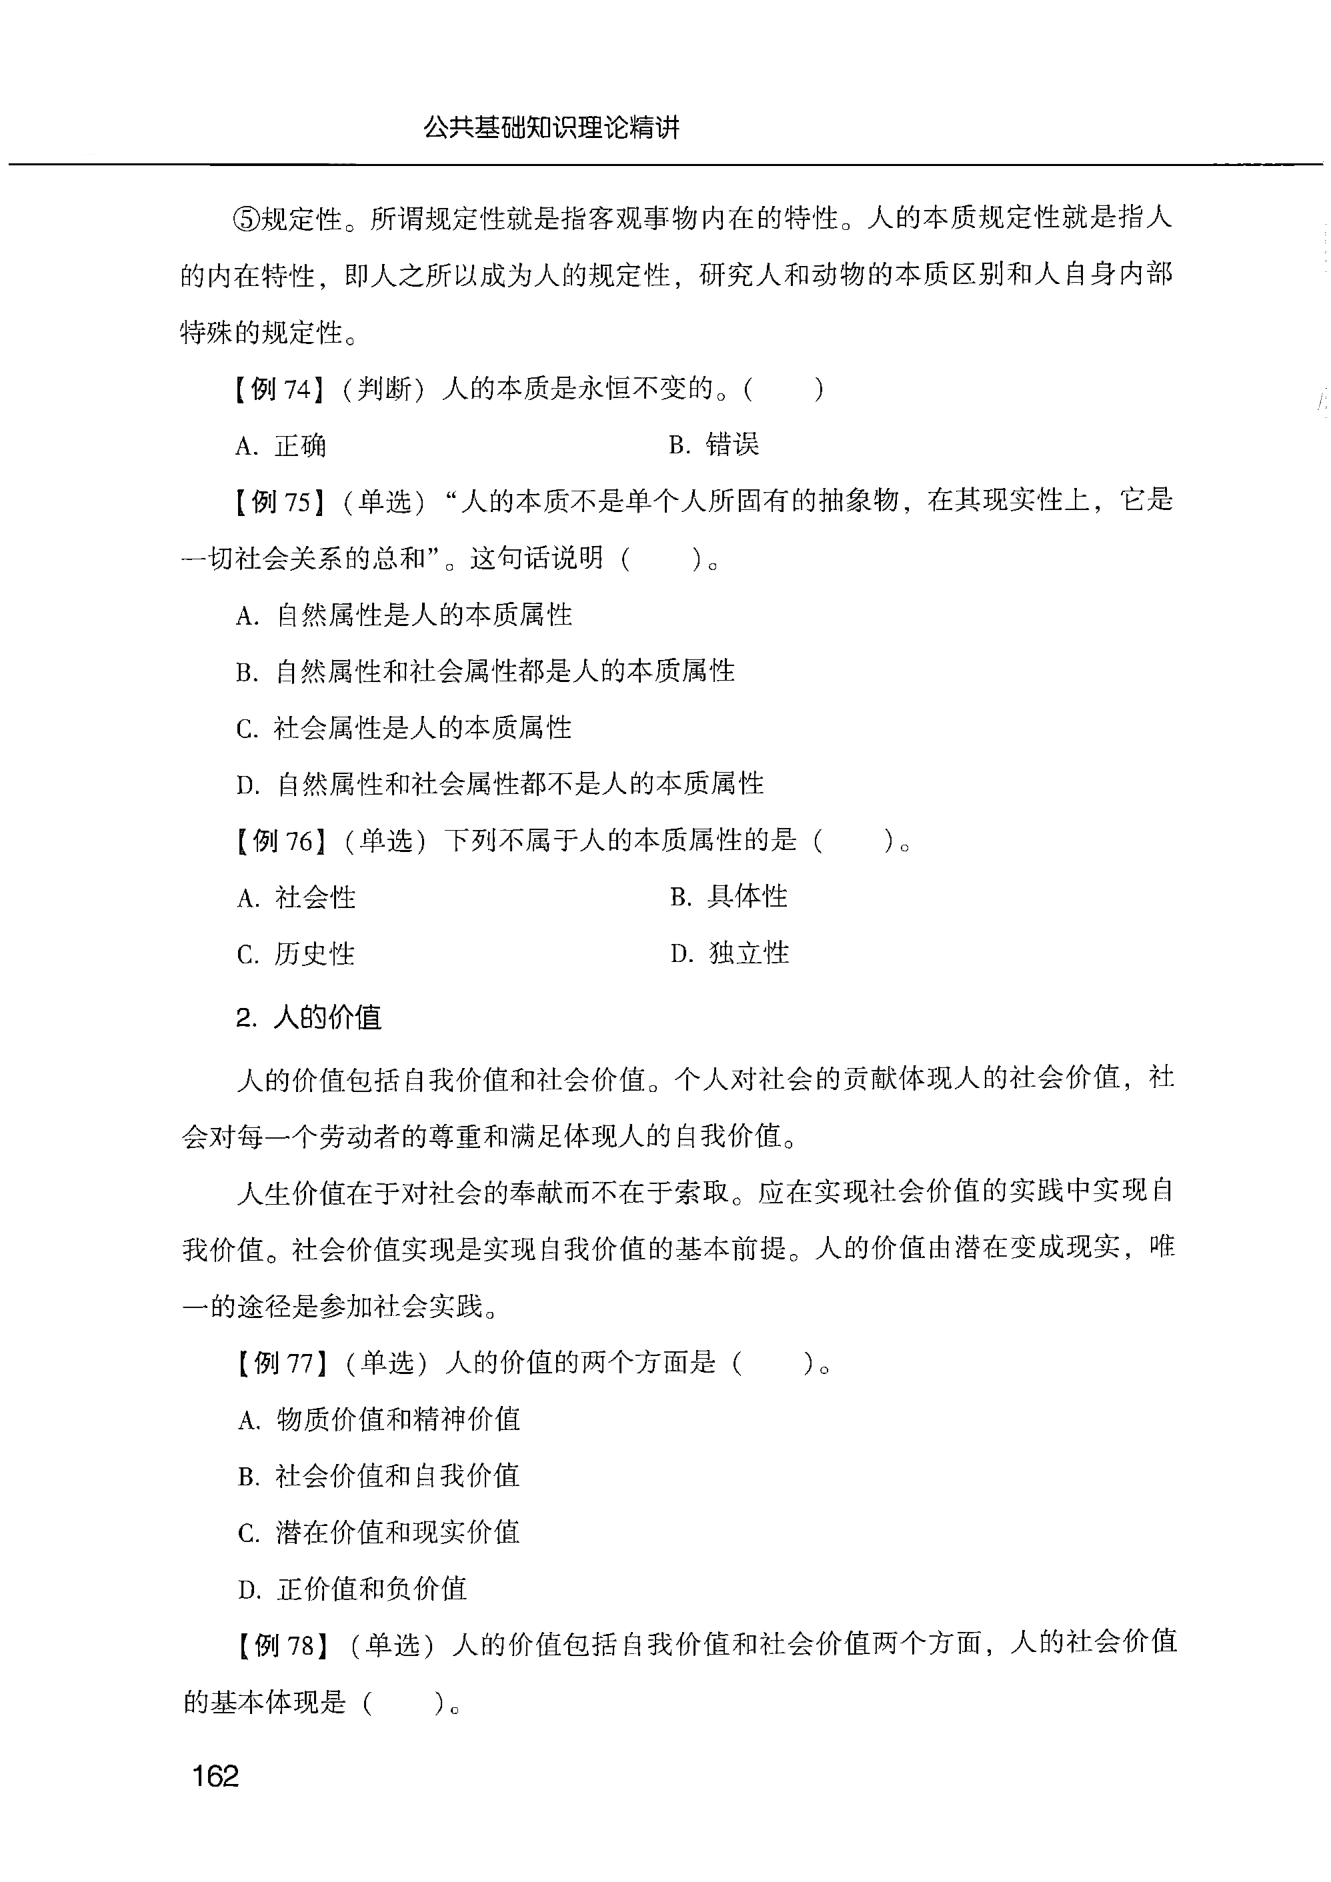 公共基础知识理论精讲
⑤规定性。所谓规定性就是指客观事物内在的特性。人的本质规定性就是指人
的内在特性，即人之所以成为人的规定性，研究人和动物的本质区别和人自身内部
特殊的规定性。
【例 74】（判断）人的本质是永恒不变的。（　　）
A. 正确　　B. 错误
【例 75】（单选）“人的本质不是单个人所固有的抽象物，在其现实性上，它是
一切社会关系的总和”。这句话说明（　　）。
A. 自然属性是人的本质属性
B. 自然属性和社会属性都是人的本质属性
C. 社会属性是人的本质属性
D. 自然属性和社会属性都不是人的本质属性
【例 76】（单选）下列不属于人的本质属性的是（　　）。
A. 社会性　　B. 具体性
C. 历史性　　D. 独立性
2. 人的价值
人的价值包括自我价值和社会价值。个人对社会的贡献体现人的社会价值，社
会对每一个劳动者的尊重和满足体现人的自我价值。
人生价值在于对社会的奉献而不在于索取。应在实现社会价值的实践中实现自
我价值。社会价值实现是实现自我价值的基本前提。人的价值由潜在变成现实，唯
一的途径是参加社会实践。
【例 77】（单选）人的价值的两个方面是（　　）。
A. 物质价值和精神价值
B. 社会价值和自我价值
C. 潜在价值和现实价值
D. 正价值和负价值
【例 78】（单选）人的价值包括自我价值和社会价值两个方面，人的社会价值
的基本体现是（　　）。
162